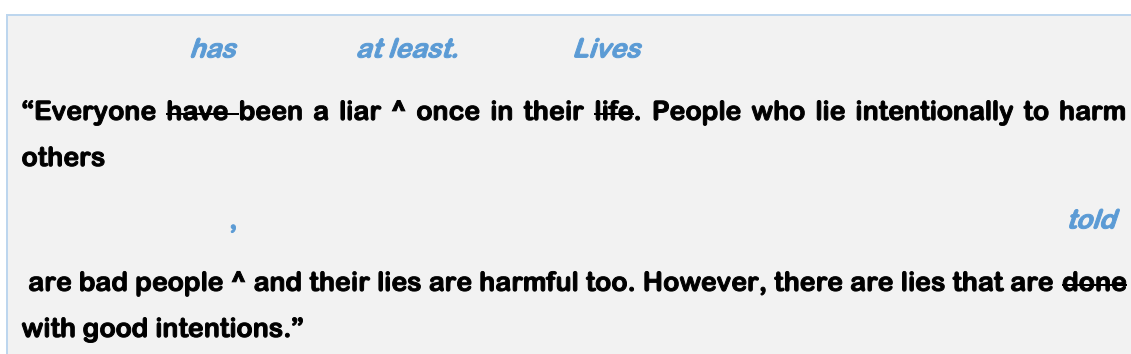 has at least. Lives
“Everyone have been a liar ^ once in their life. People who lie intentionally to harm
others
, told
are bad people ^ and their lies are harmful too. However, there are lies that are done
with good intentions.”